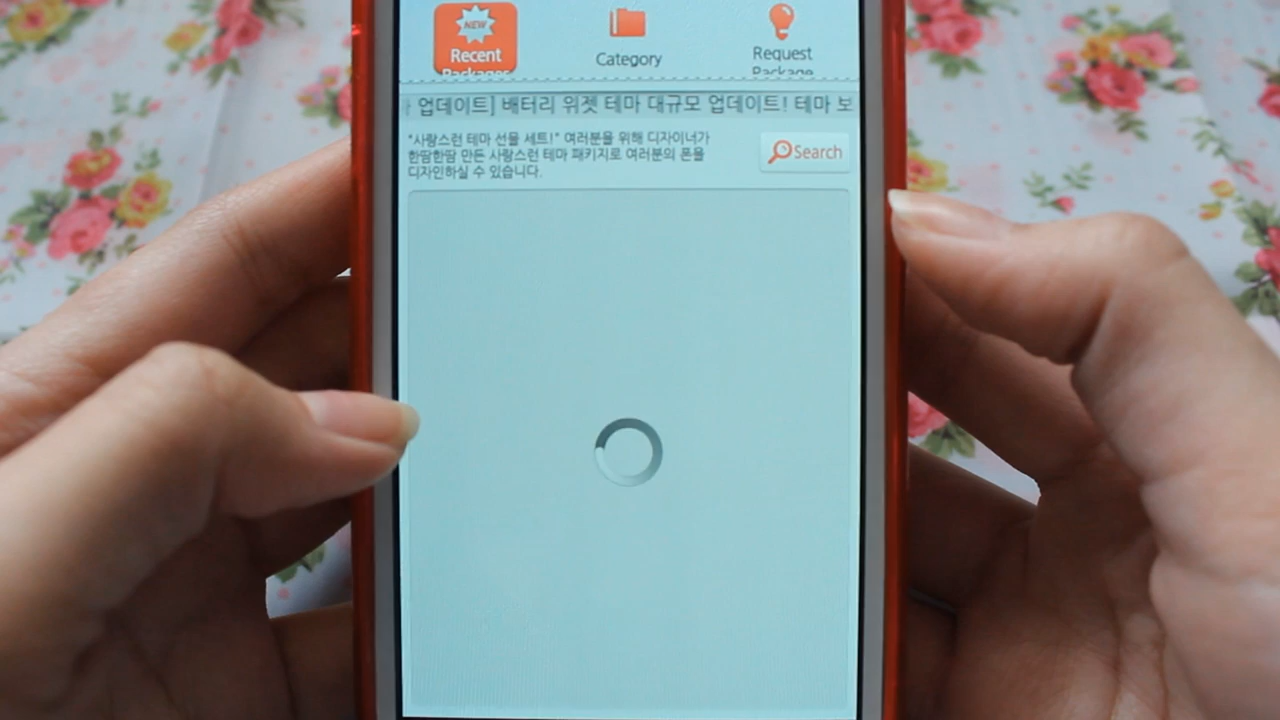 NEW
Recent
Packages
Category
Request
Package
업데이트] 배터리 위젯 테마 대규모 업데이트! 테마 보
"사랑스런 테마 선물 세트!" 여러분을 위해 디자이너가
한땀한땀 만든 사랑스런 테마 패키지로 여러분의 폰을
디자인하실 수 있습니다.
Search